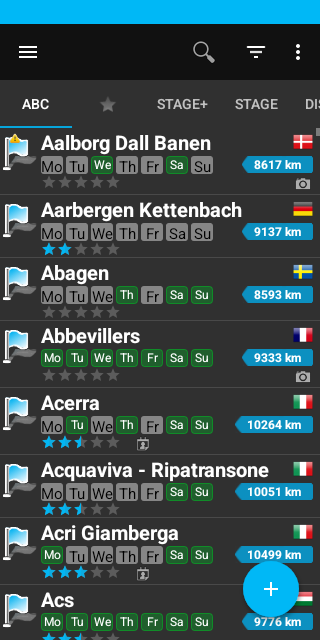 ABC STAGE+ STAGE DIS
Aalborg Dall Banen
Mo Tu We Th Fr Sa Su 8617 km
Aarbergen Kettenbach
Mo Tu We Th Fr Sa Su 9137 km
Abagen
Mo Tu We Th Fr Sa Su 8593 km
Abbevillers
Mo Tu We Th Fr Sa Su 9333 km
Acerra
Mo Tu We Th Fr Sa Su 10264 km
Acquaviva - Ripatransone
Mo Tu We Th Fr Sa Su 10051 km
Acri Giamberga
Mo Tu We Th Fr Sa Su 10499 km
Acs
Mo Tu We Th Fr Sa Su 9776 km